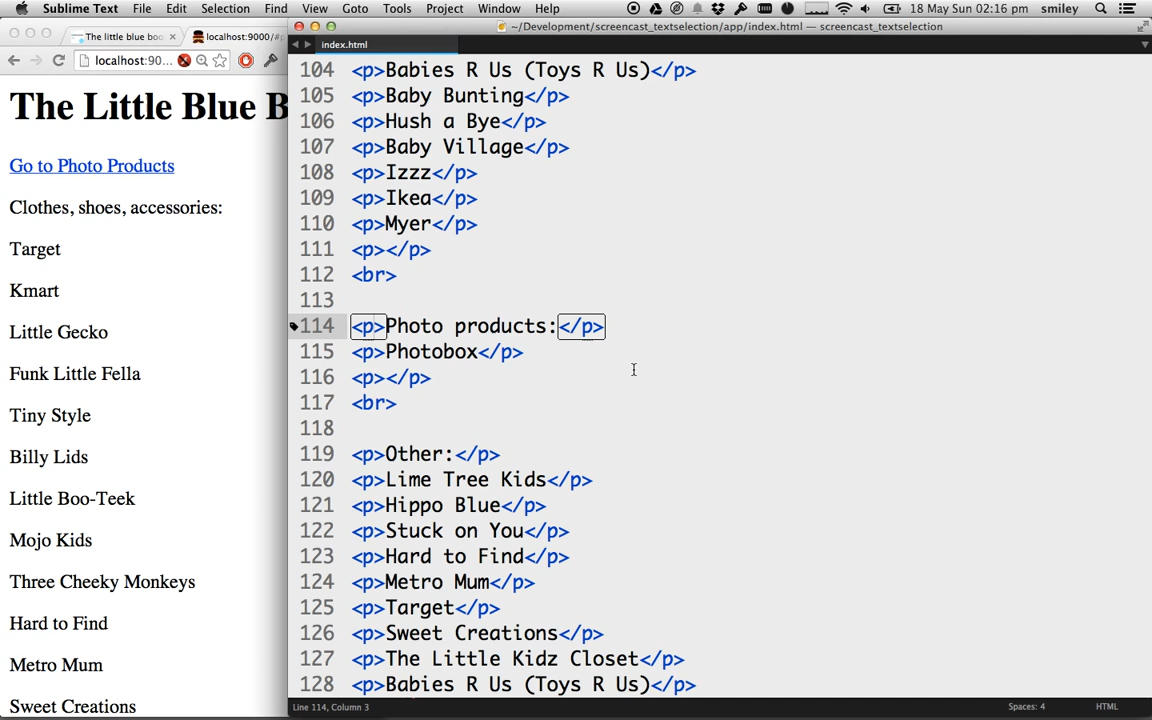 Sublime Text File Edit Selection Find View Goto Tools Project Window Help 18 May Sun 02:16 pm smiley
~/Development/screencast_textselection/app/index.html — screencast_textselection
The little blue boo
localhost:9000/#p
index.html
localhost:90...
The Little Blue B
Go to Photo Products
Clothes, shoes, accessories:
Target
Kmart
Little Gecko
Funk Little Fella
Tiny Style
Billy Lids
Little Boo-Teek
Mojo Kids
Three Cheeky Monkeys
Hard to Find
Metro Mum
Sweet Creations
104 <p>Babies R Us (Toys R Us)</p>
105 <p>Baby Bunting</p>
106 <p>Hush a Bye</p>
107 <p>Baby Village</p>
108 <p>Izzz</p>
109 <p>Ikea</p>
110 <p>Myer</p>
111 <p></p>
112 <br>
113
114 <p>Photo products:</p>
115 <p>Photobox</p>
116 <p></p>
117 <br>
118
119 <p>Other:</p>
120 <p>Lime Tree Kids</p>
121 <p>Hippo Blue</p>
122 <p>Stuck on You</p>
123 <p>Hard to Find</p>
124 <p>Metro Mum</p>
125 <p>Target</p>
126 <p>Sweet Creations</p>
127 <p>The Little Kidz Closet</p>
128 <p>Babies R Us (Toys R Us)</p>
Line 114, Column 3 Spaces: 4 HTML